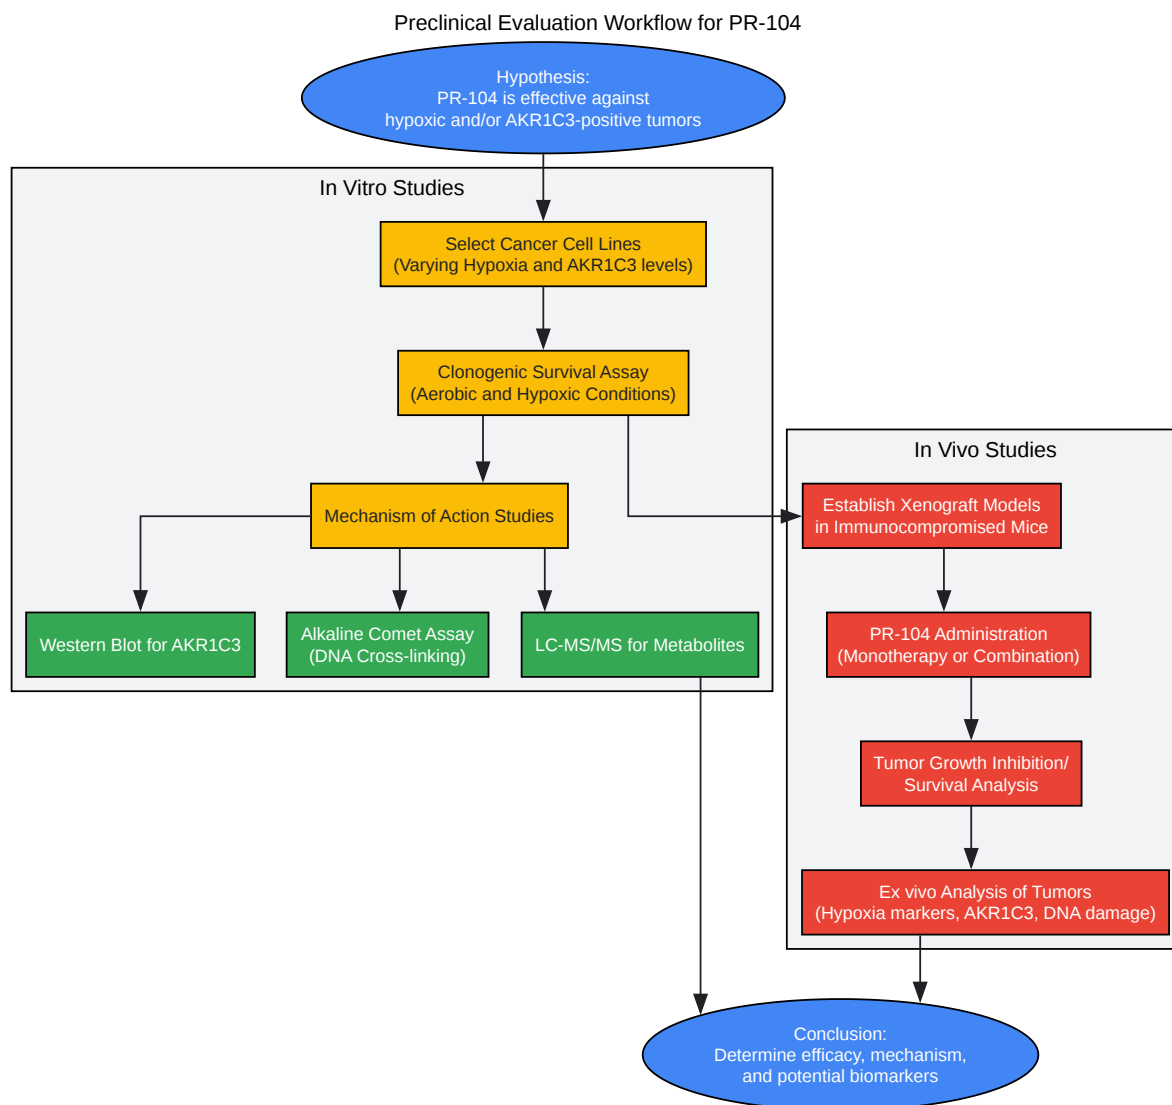 Preclinical Evaluation Workflow for PR-104
Hypothesis:
PR-104 is effective against
hypoxic and/or AKR1C3-positive tumors
In Vitro Studies
Select Cancer Cell Lines
(Varying Hypoxia and AKR1C3 levels)
Clonogenic Survival Assay
(Aerobic and Hypoxic Conditions)
Mechanism of Action Studies
Western Blot for AKR1C3
Alkaline Comet Assay
(DNA Cross-linking)
LC-MS/MS for Metabolites
In Vivo Studies
Establish Xenograft Models
in Immunocompromised Mice
PR-104 Administration
(Monotherapy or Combination)
Tumor Growth Inhibition/
Survival Analysis
Ex vivo Analysis of Tumors
(Hypoxia markers, AKR1C3, DNA damage)
Conclusion:
Determine efficacy, mechanism,
and potential biomarkers